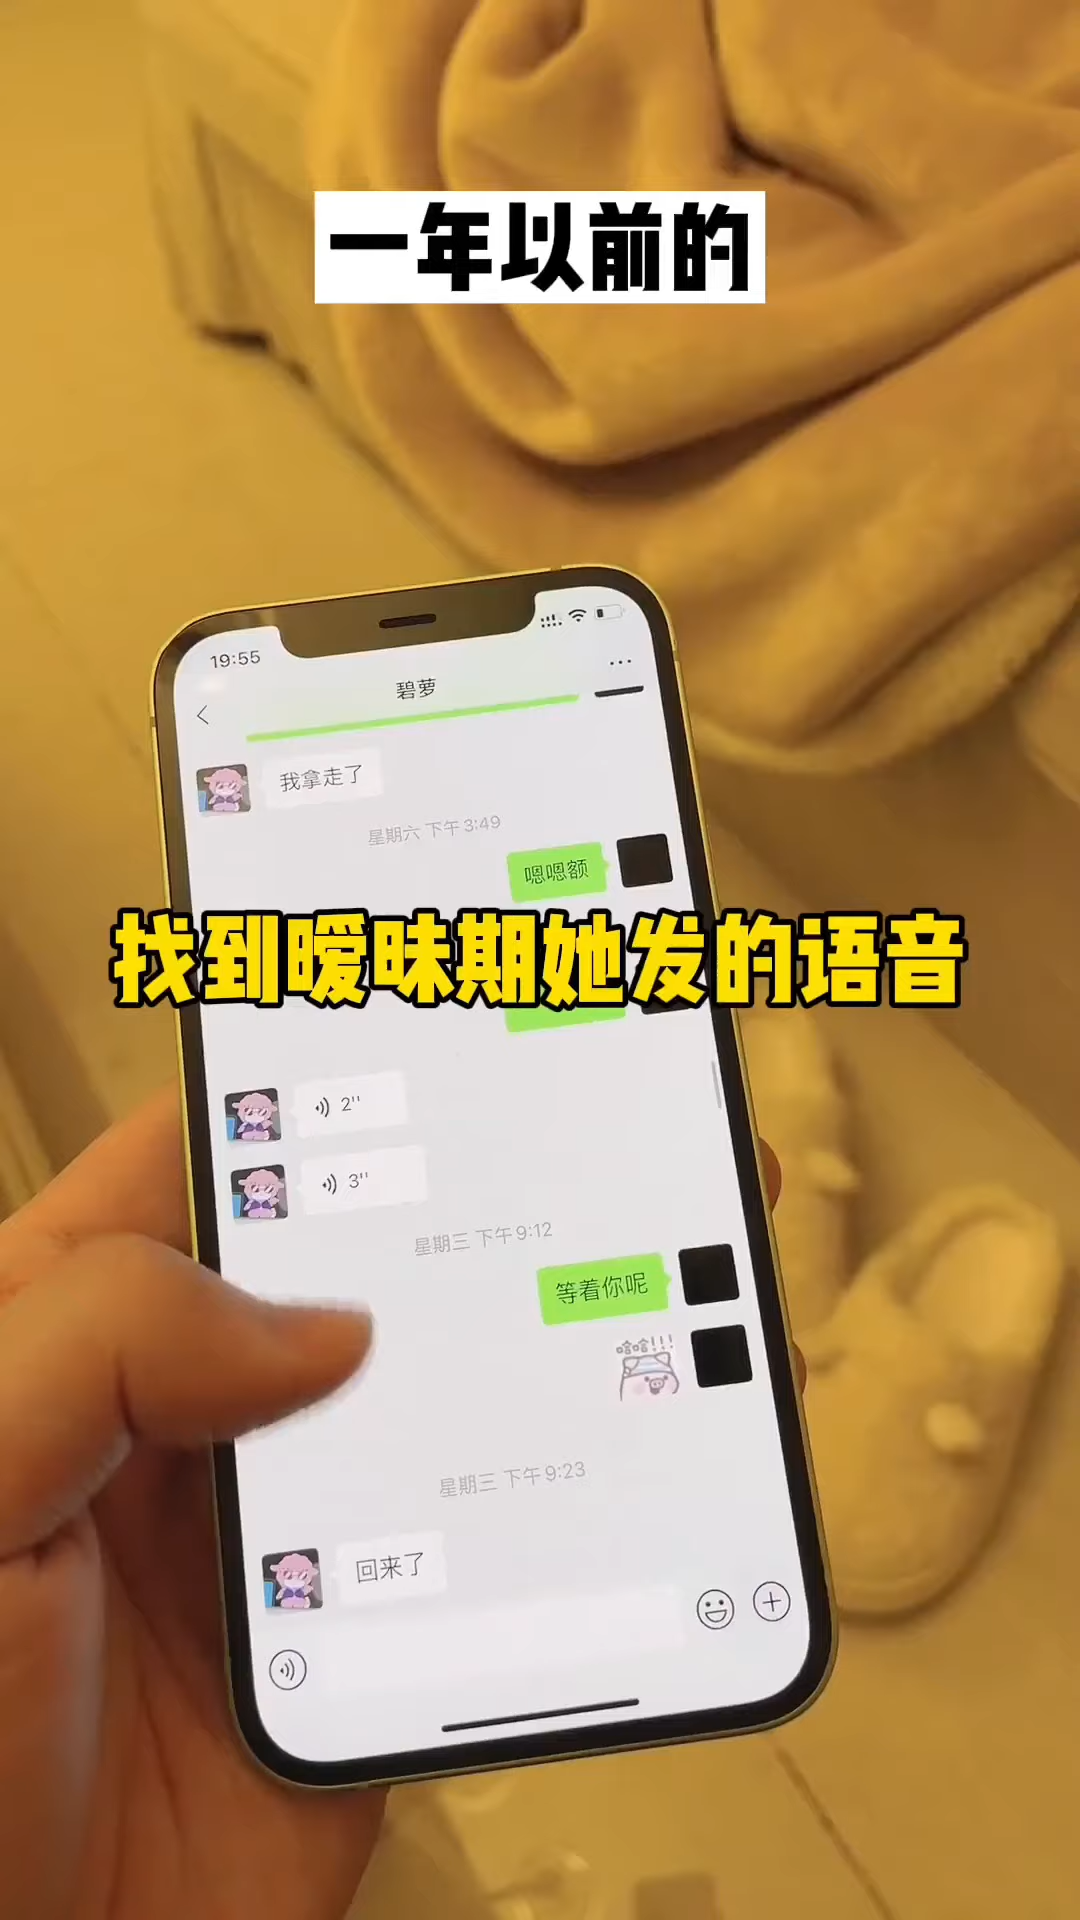 一年以前的
19:55
碧萝
我拿走了
星期六 下午3:49
嗯嗯额
找到暧昧期她发的语音
2''
3''
星期三 下午9:12
等着你呢
哈哈!!!
星期三 下午9:23
回来了